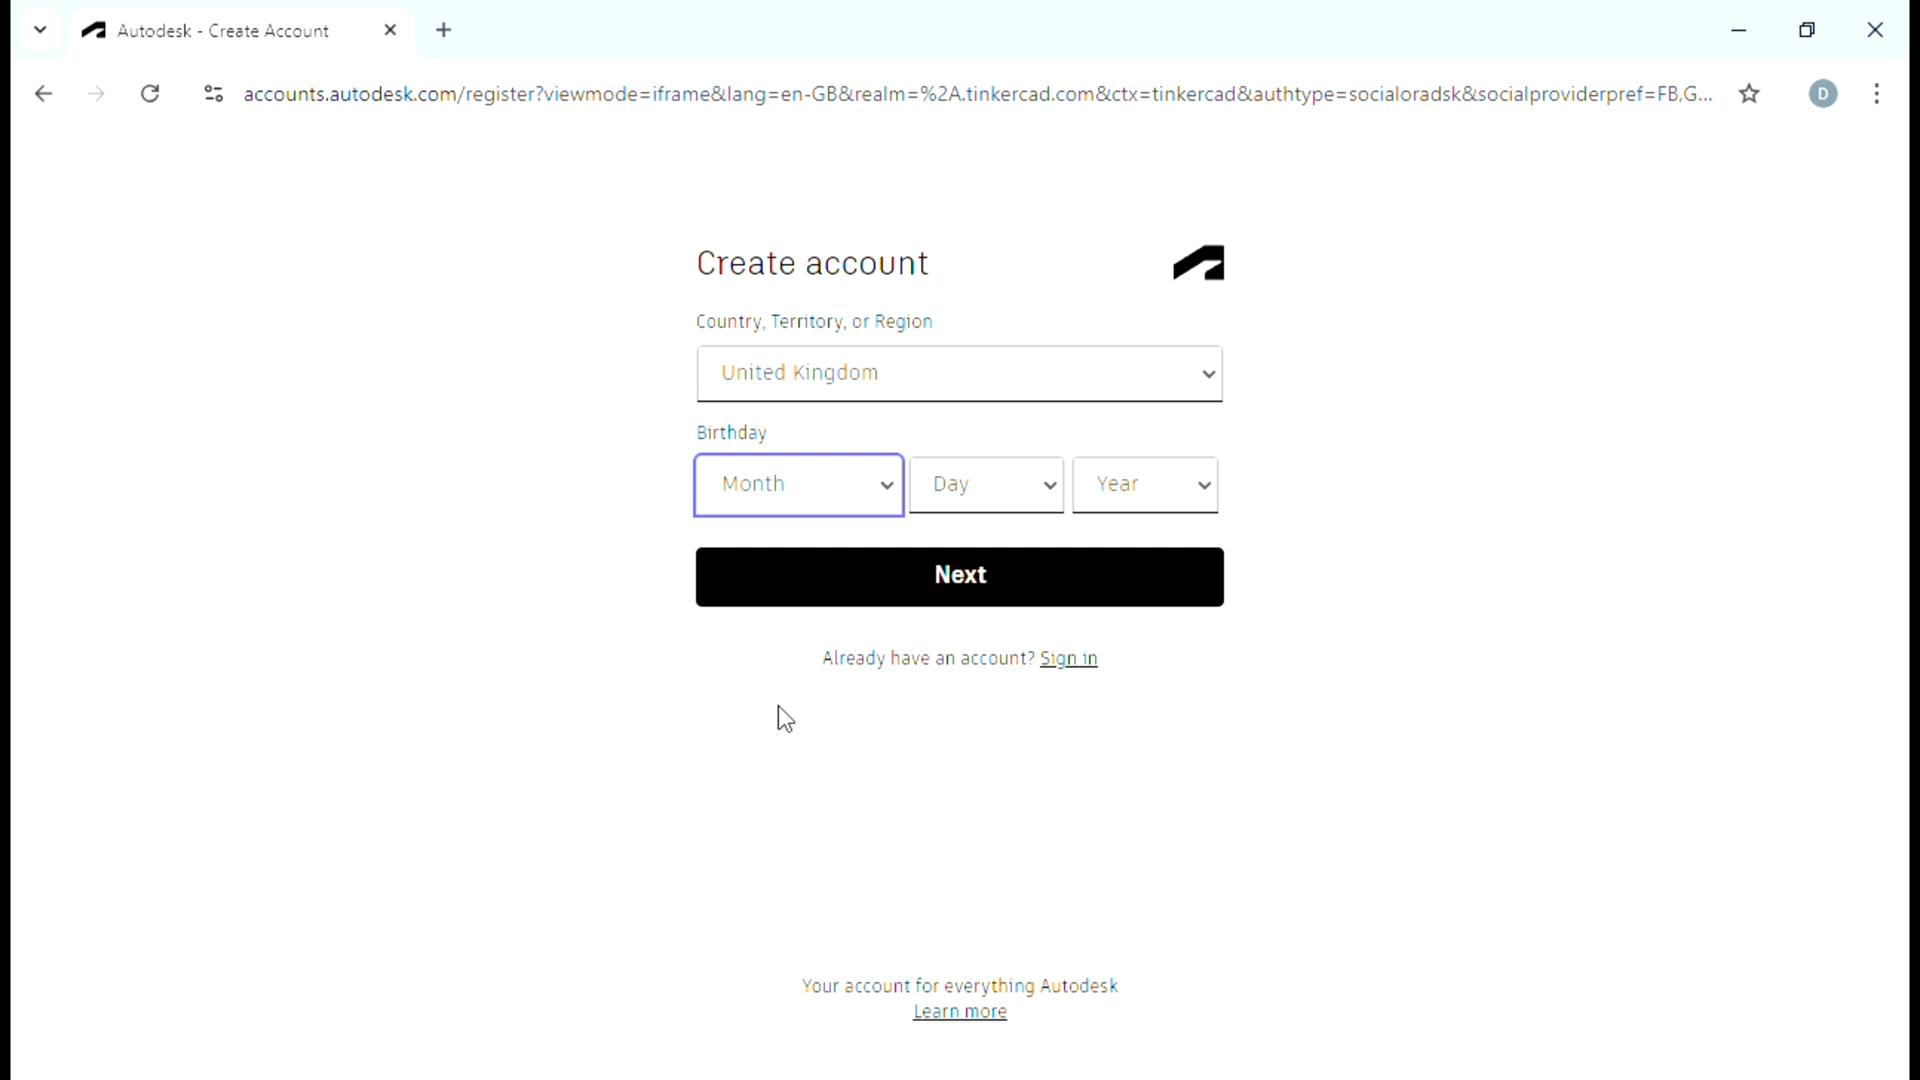 Autodesk - Create Account
accounts.autodesk.com/register?viewmode=iframe&lang=en-GB&realm=%2A.tinkercad.com&ctx=tinkercad&authtype=socialoradsk&socialproviderpref=FB,G...
D
Create account
Country, Territory, or Region
United Kingdom
Birthday
Month Day Year
Next
Already have an account? Sign in
Your account for everything Autodesk
Learn more